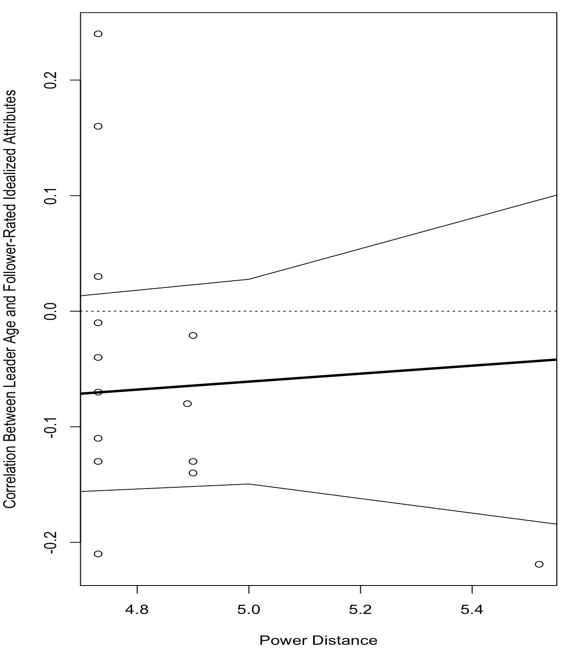 Correlation Between Leader Age and Follower-Rated Idealized Attributes
0.2
0.1
0.0
-0.1
-0.2
4.8 5.0 5.2 5.4
Power Distance